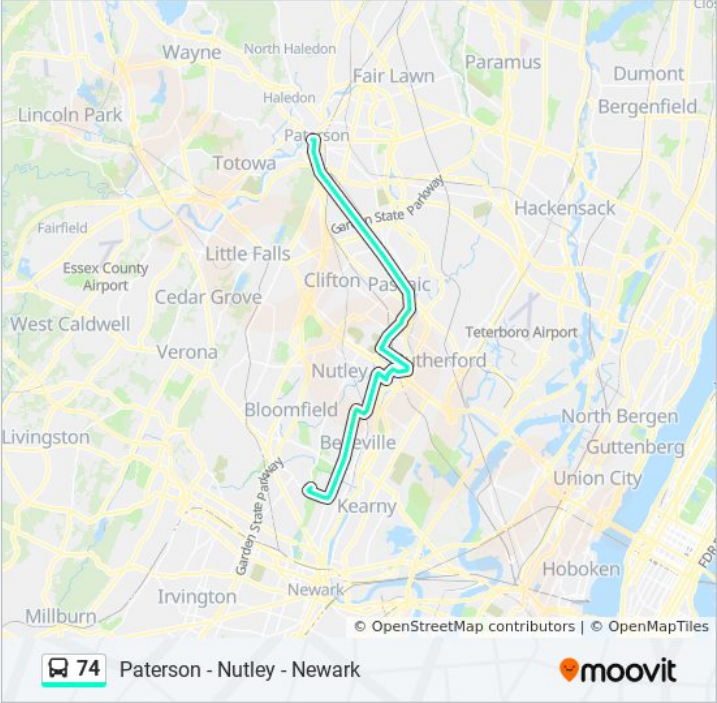 Clos
Wayne
North Haledon
Paramus
Fair Lawn
Dumont
Haledon
Bergenfield
Lincoln Park
Paterson
Totowa
Garden State Parkway
Hackensack
Fairfield
Little Falls
Essex County
Airport
Clifton
Passaic
Cedar Grove
West Caldwell
Teterboro Airport
Verona
utherford
Nutley
Bloomfield
North Bergen
Livingston
Belleville
Guttenberg
Garden State Parkway
Union City
Kearny
FDR
Hoboken
Newark
Irvington
Millburn
© OpenStreetMap contributors | © OpenMapTiles
74 Paterson - Nutley - Newark
moovit